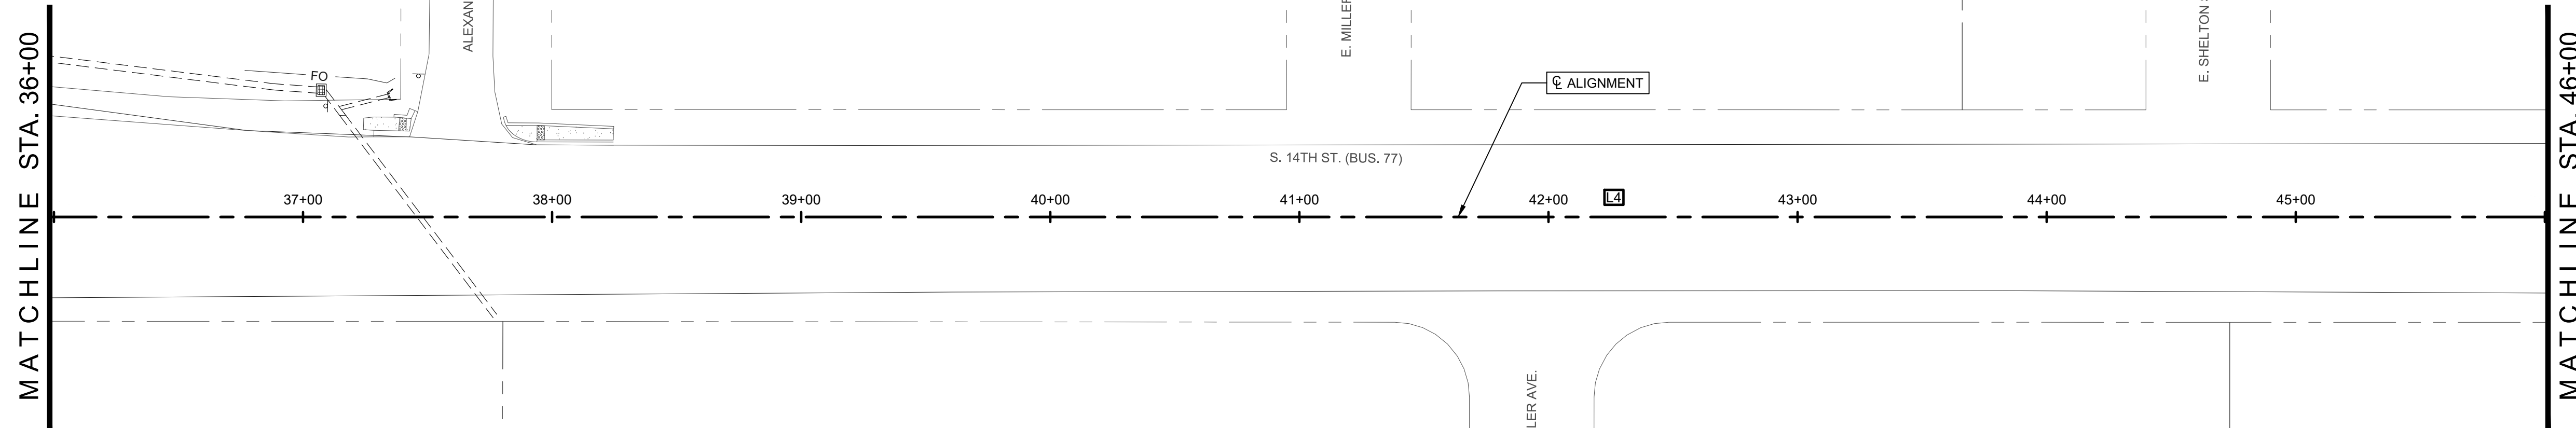 MATCHLINE STA. 36+00
ALEXAN
E. MILLER
E. SHELTON
MATCHLINE STA. 46+00
FO
℄ ALIGNMENT
S. 14TH ST. (BUS. 77)
37+00
38+00
39+00
40+00
41+00
42+00
L4
43+00
44+00
45+00
LER AVE.